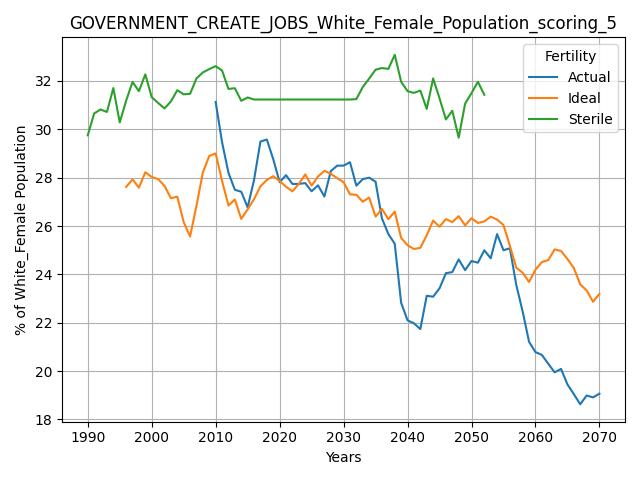 GOVERNMENT_CREATE_JOBS_White_Female_Population_scoring_5
Fertility
Actual
Ideal
Sterile
% of White_Female Population
32
30
28
26
24
22
20
18
1990 2000 2010 2020 2030 2040 2050 2060 2070
Years